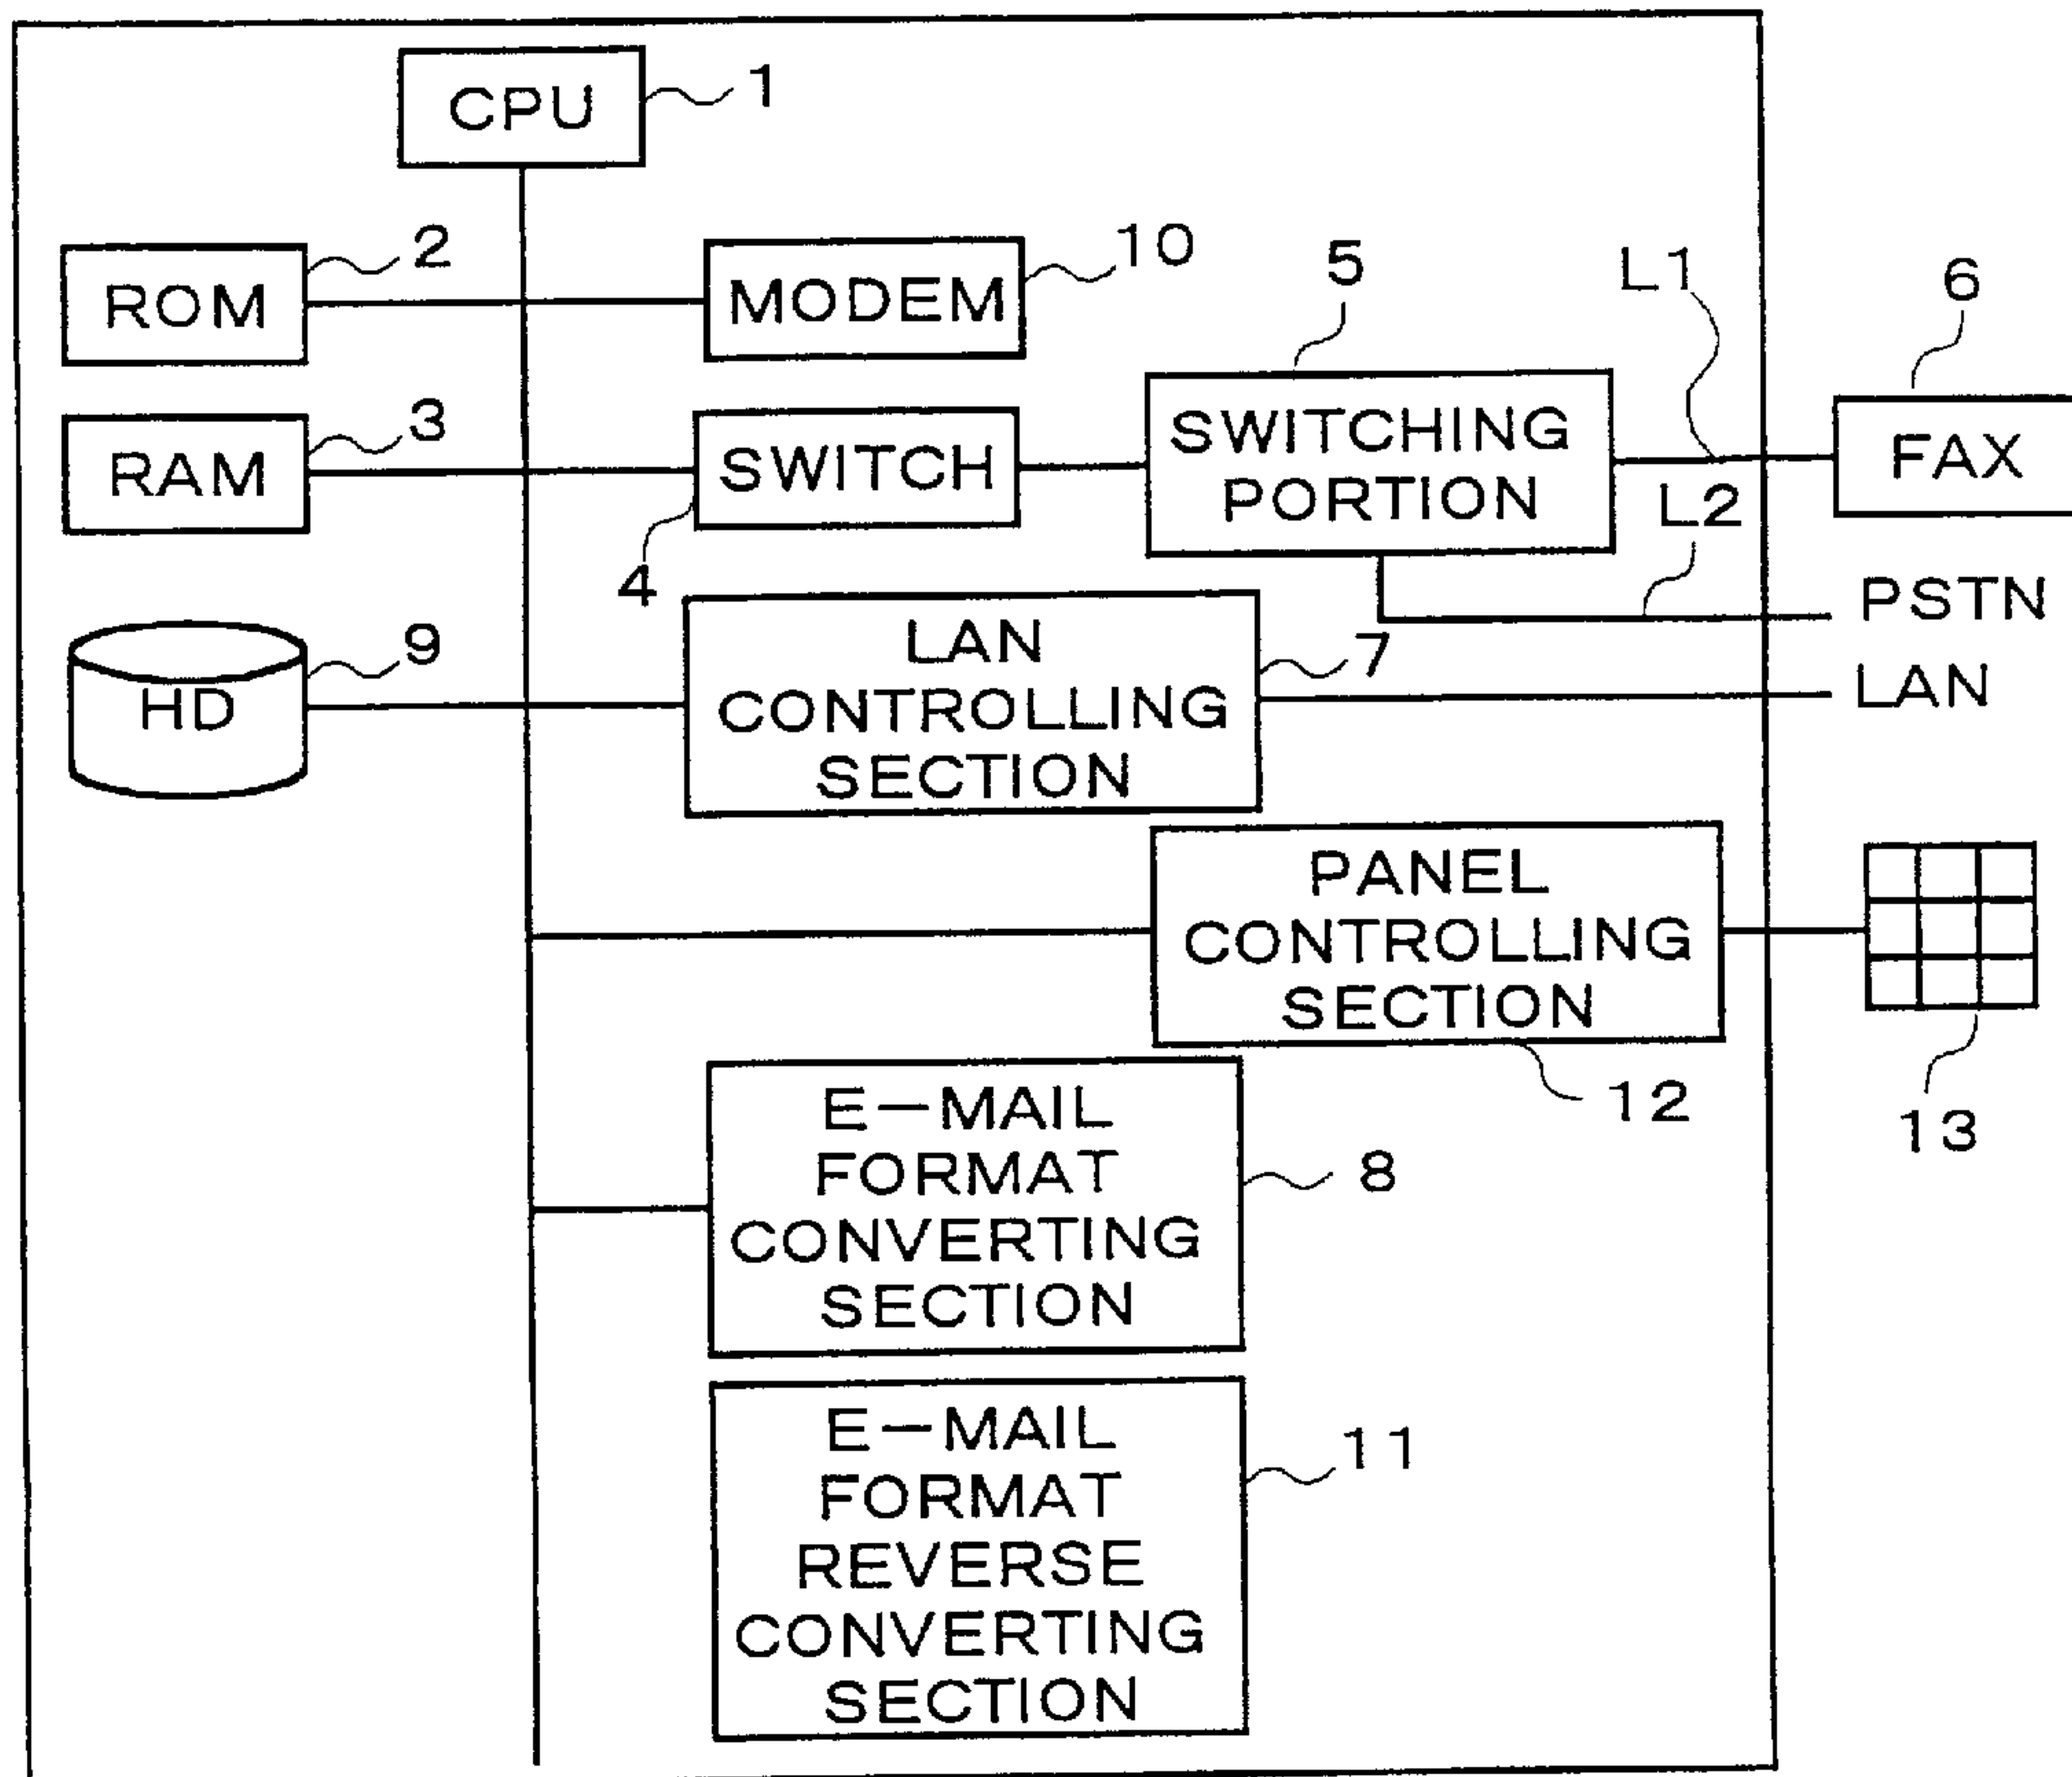 CPU
1
ROM
2
MODEM
10
5
L1
6
RAM
3
SWITCH
4
SWITCHING
PORTION
FAX
L2
PSTN
HD
9
LAN
CONTROLLING
SECTION
7
LAN
PANEL
CONTROLLING
SECTION
12
13
E-MAIL
FORMAT
CONVERTING
SECTION
8
E-MAIL
FORMAT
REVERSE
CONVERTING
SECTION
11